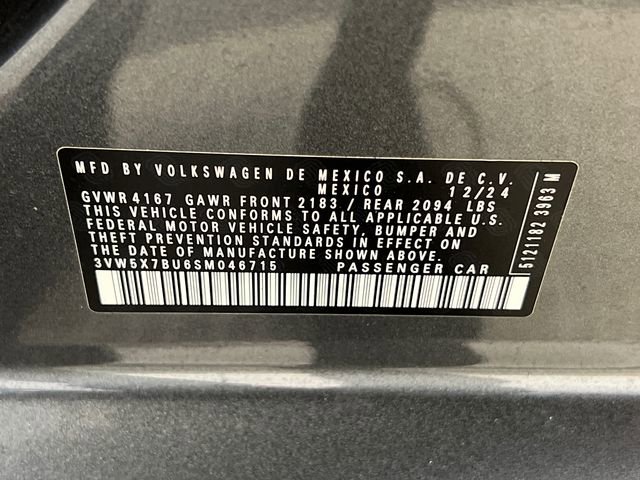 MFD BY VOLKSWAGEN DE MEXICO S.A. DE C.V.
MEXICO 12/24
GVWR 4167 GAWR FRONT 2183 / REAR 2094 LBS
THIS VEHICLE CONFORMS TO ALL APPLICABLE U.S.
FEDERAL MOTOR VEHICLE SAFETY, BUMPER AND
THEFT PREVENTION STANDARDS IN EFFECT ON
THE DATE OF MANUFACTURE SHOWN ABOVE.
3VW5X7BU6SM046715 PASSENGER CAR
5121182 3963 M